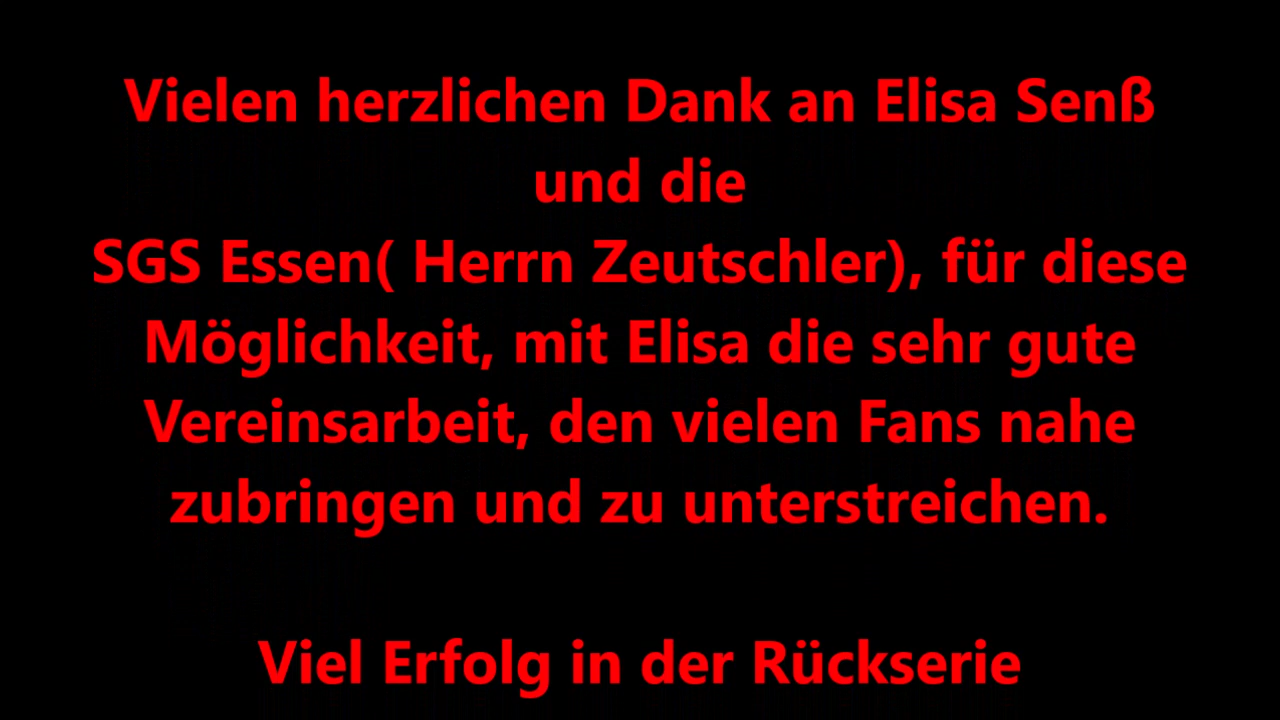 Vielen herzlichen Dank an Elisa Senß
und die
SGS Essen( Herrn Zeutschler), für diese
Möglichkeit, mit Elisa die sehr gute
Vereinsarbeit, den vielen Fans nahe
zubringen und zu unterstreichen.
Viel Erfolg in der Rückserie